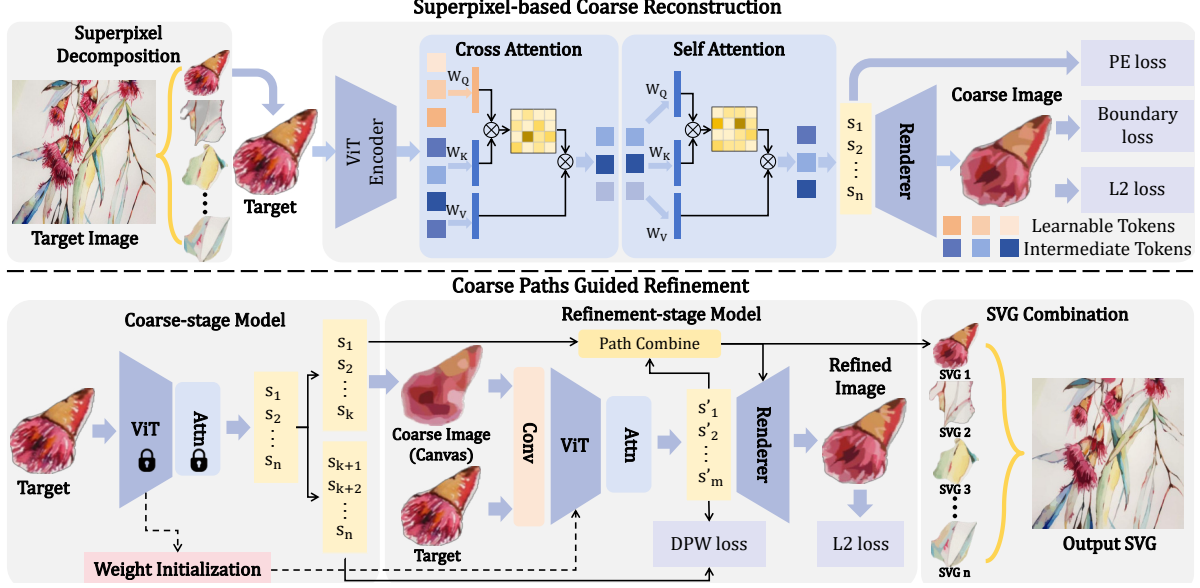 Superpixel-based Coarse Reconstruction
Superpixel
Decomposition
Target Image
Target
ViT
Encoder
Cross Attention
W_Q
W_K
W_V
Self Attention
W_Q
W_K
W_V
s_1
s_2
⋮
s_n
Renderer
Coarse Image
PE loss
Boundary
loss
L2 loss
Learnable Tokens
Intermediate Tokens
Coarse Paths Guided Refinement
Coarse-stage Model
Target
ViT
Attn
s_1
s_2
⋮
s_n
s_1
s_2
⋮
s_k
s_{k+1}
s_{k+2}
⋮
s_n
Weight Initialization
Refinement-stage Model
Coarse Image
(Canvas)
Target
Conv
ViT
Attn
Path Combine
s'_1
s'_2
⋮
s'_m
DPW loss
Renderer
Refined
Image
L2 loss
SVG Combination
SVG 1
SVG 2
SVG 3
SVG n
Output SVG